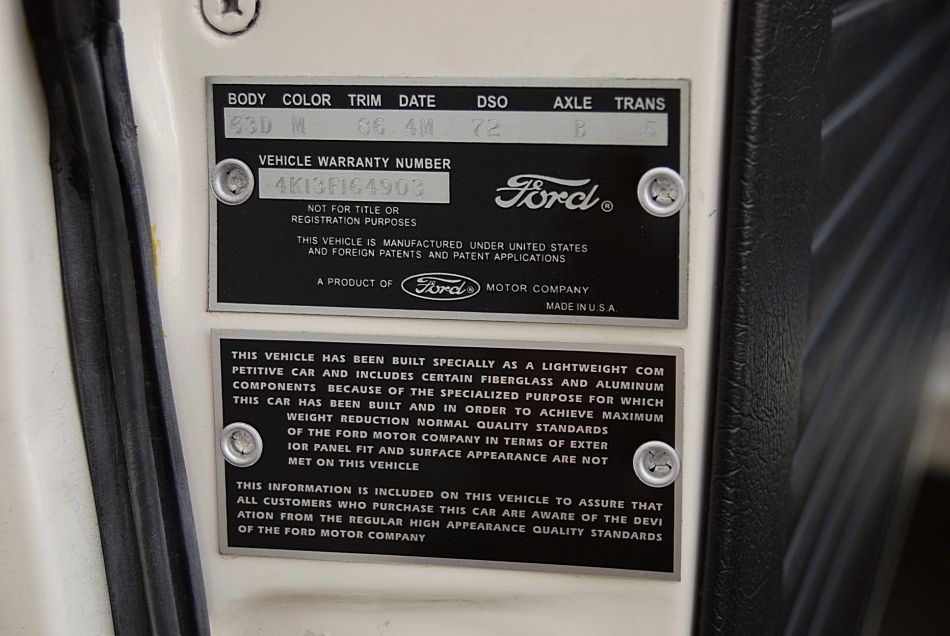 BODY COLOR TRIM DATE DSO AXLE TRANS
63D M 86 4M 72 B 5
VEHICLE WARRANTY NUMBER
4K13F164903
NOT FOR TITLE OR
REGISTRATION PURPOSES
Ford®
THIS VEHICLE IS MANUFACTURED UNDER UNITED STATES
AND FOREIGN PATENTS AND PATENT APPLICATIONS
A PRODUCT OF Ford® MOTOR COMPANY
MADE IN U.S.A.
THIS VEHICLE HAS BEEN BUILT SPECIALLY AS A LIGHTWEIGHT COM
PETITIVE CAR AND INCLUDES CERTAIN FIBERGLASS AND ALUMINUM
COMPONENTS BECAUSE OF THE SPECIALIZED PURPOSE FOR WHICH
THIS CAR HAS BEEN BUILT AND IN ORDER TO ACHIEVE MAXIMUM
WEIGHT REDUCTION NORMAL QUALITY STANDARDS
OF THE FORD MOTOR COMPANY IN TERMS OF EXTER
IOR PANEL FIT AND SURFACE APPEARANCE ARE NOT
MET ON THIS VEHICLE
THIS INFORMATION IS INCLUDED ON THIS VEHICLE TO ASSURE THAT
ALL CUSTOMERS WHO PURCHASE THIS CAR ARE AWARE OF THE DEVI
ATION FROM THE REGULAR HIGH APPEARANCE QUALITY STANDARDS
OF THE FORD MOTOR COMPANY